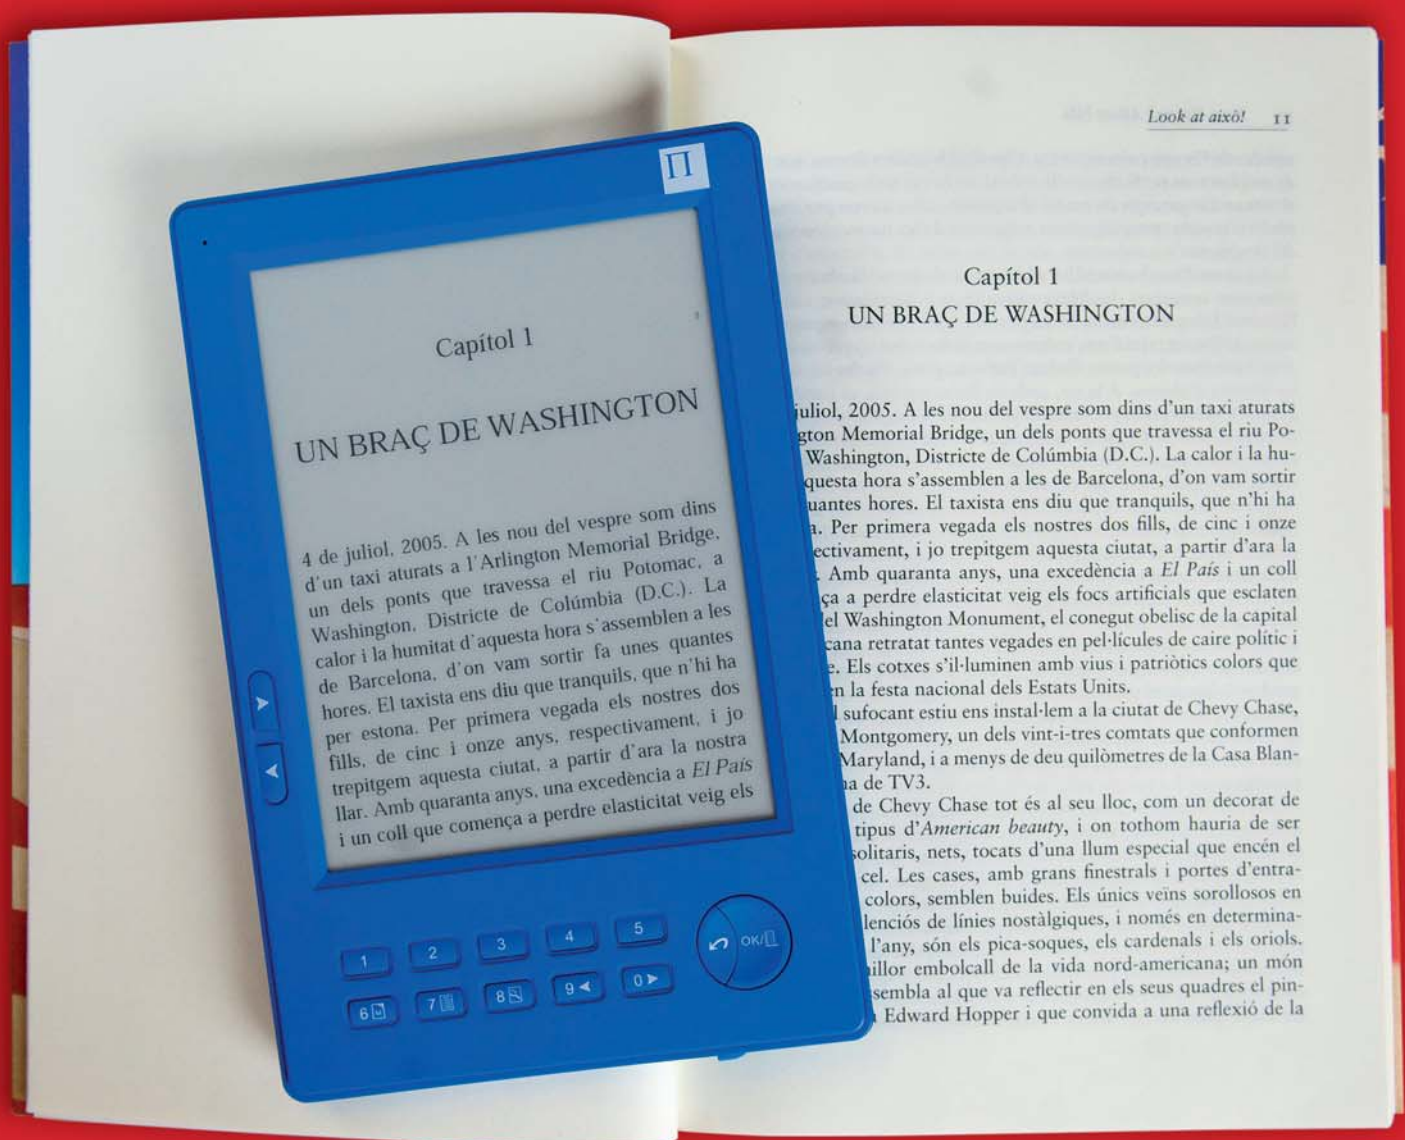 Π
Capítol 1
UN BRAÇ DE WASHINGTON
4 de juliol, 2005. A les nou del vespre som dins
d'un taxi aturats a l'Arlington Memorial Bridge,
un dels ponts que travessa el riu Potomac, a
Washington, Districte de Colúmbia (D.C.). La
calor i la humitat d'aquesta hora s'assemblen a les
de Barcelona, d'on vam sortir fa unes quantes
hores. El taxista ens diu que tranquils, que n'hi ha
per estona. Per primera vegada els nostres dos
fills, de cinc i onze anys, respectivament, i jo
trepitgem aquesta ciutat, a partir d'ara la nostra
llar. Amb quaranta anys, una excedència a El País
i un coll que comença a perdre elasticitat veig els
1 2 3 4 5
6 7 8 9 0
OK/
Look at això! 11
Capítol 1
UN BRAÇ DE WASHINGTON
juliol, 2005. A les nou del vespre som dins d'un taxi aturats
gton Memorial Bridge, un dels ponts que travessa el riu Po-
Washington, Districte de Colúmbia (D.C.). La calor i la hu-
questa hora s'assemblen a les de Barcelona, d'on vam sortir
uantes hores. El taxista ens diu que tranquils, que n'hi ha
a. Per primera vegada els nostres dos fills, de cinc i onze
ectivament, i jo trepitgem aquesta ciutat, a partir d'ara la
. Amb quaranta anys, una excedència a El País i un coll
ça a perdre elasticitat veig els focs artificials que esclaten
el Washington Monument, el conegut obelisc de la capital
cana retratat tantes vegades en pel·lícules de caire polític i
e. Els cotxes s'il·luminen amb vius i patriòtics colors que
n la festa nacional dels Estats Units.
l sufocant estiu ens instal·lem a la ciutat de Chevy Chase,
Montgomery, un dels vint-i-tres comtats que conformen
Maryland, i a menys de deu quilòmetres de la Casa Blan-
na de TV3.
de Chevy Chase tot és al seu lloc, com un decorat de
tipus d'American beauty, i on tothom hauria de ser
solitaris, nets, tocats d'una llum especial que encén el
cel. Les cases, amb grans finestrals i portes d'entra-
colors, semblen buides. Els únics veïns sorollosos en
lenciós de línies nostàlgiques, i només en determina-
l'any, són els pica-soques, els cardenals i els oriols.
illor embolcall de la vida nord-americana; un món
ssembla al que va reflectir en els seus quadres el pin-
Edward Hopper i que convida a una reflexió de la